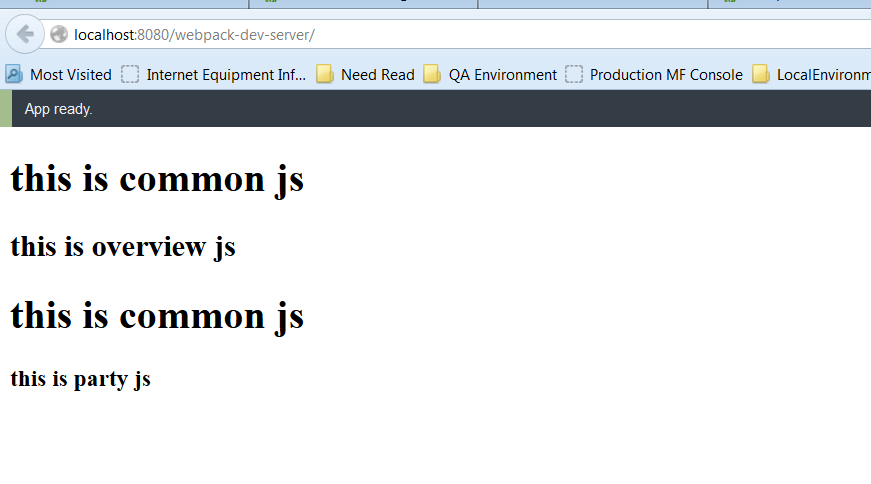 localhost:8080/webpack-dev-server/
Most Visited Internet Equipment Inf... Need Read QA Environment Production MF Console LocalEnvironm
App ready.
this is common js
this is overview js
this is common js
this is party js